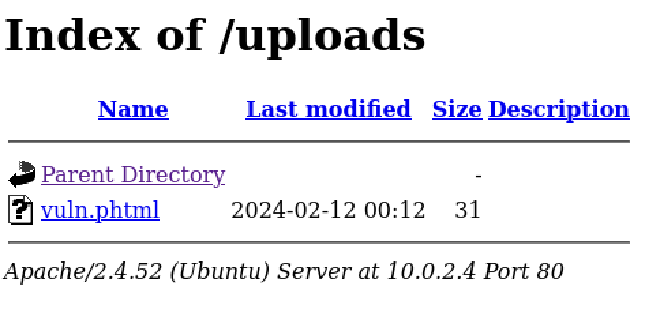 Index of /uploads
Name Last modified Size Description
Parent Directory -
vuln.phtml 2024-02-12 00:12 31
Apache/2.4.52 (Ubuntu) Server at 10.0.2.4 Port 80